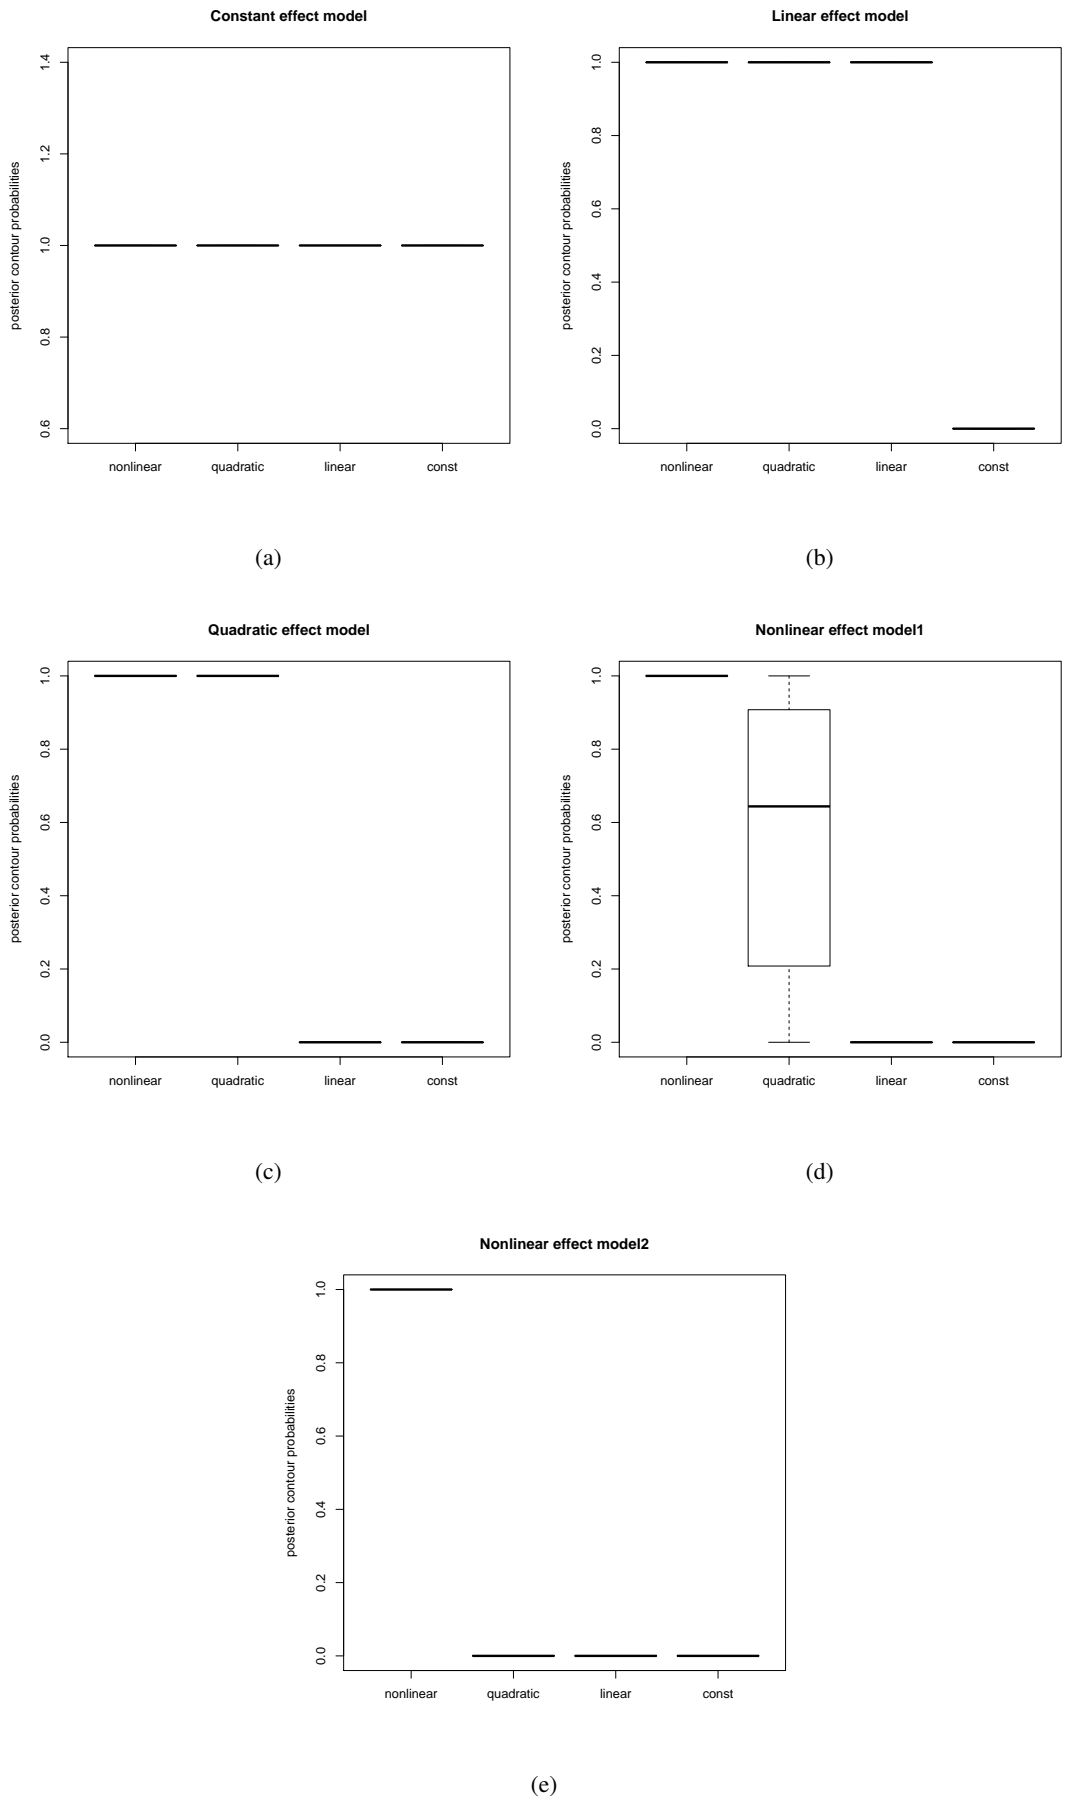 Constant effect model
posterior contour probabilities
1.4
1.2
1.0
0.8
0.6
nonlinear quadratic linear const
(a)
Linear effect model
posterior contour probabilities
1.0
0.8
0.6
0.4
0.2
0.0
nonlinear quadratic linear const
(b)
Quadratic effect model
posterior contour probabilities
1.0
0.8
0.6
0.4
0.2
0.0
nonlinear quadratic linear const
(c)
Nonlinear effect model1
posterior contour probabilities
1.0
0.8
0.6
0.4
0.2
0.0
nonlinear quadratic linear const
(d)
Nonlinear effect model2
posterior contour probabilities
1.0
0.8
0.6
0.4
0.2
0.0
nonlinear quadratic linear const
(e)